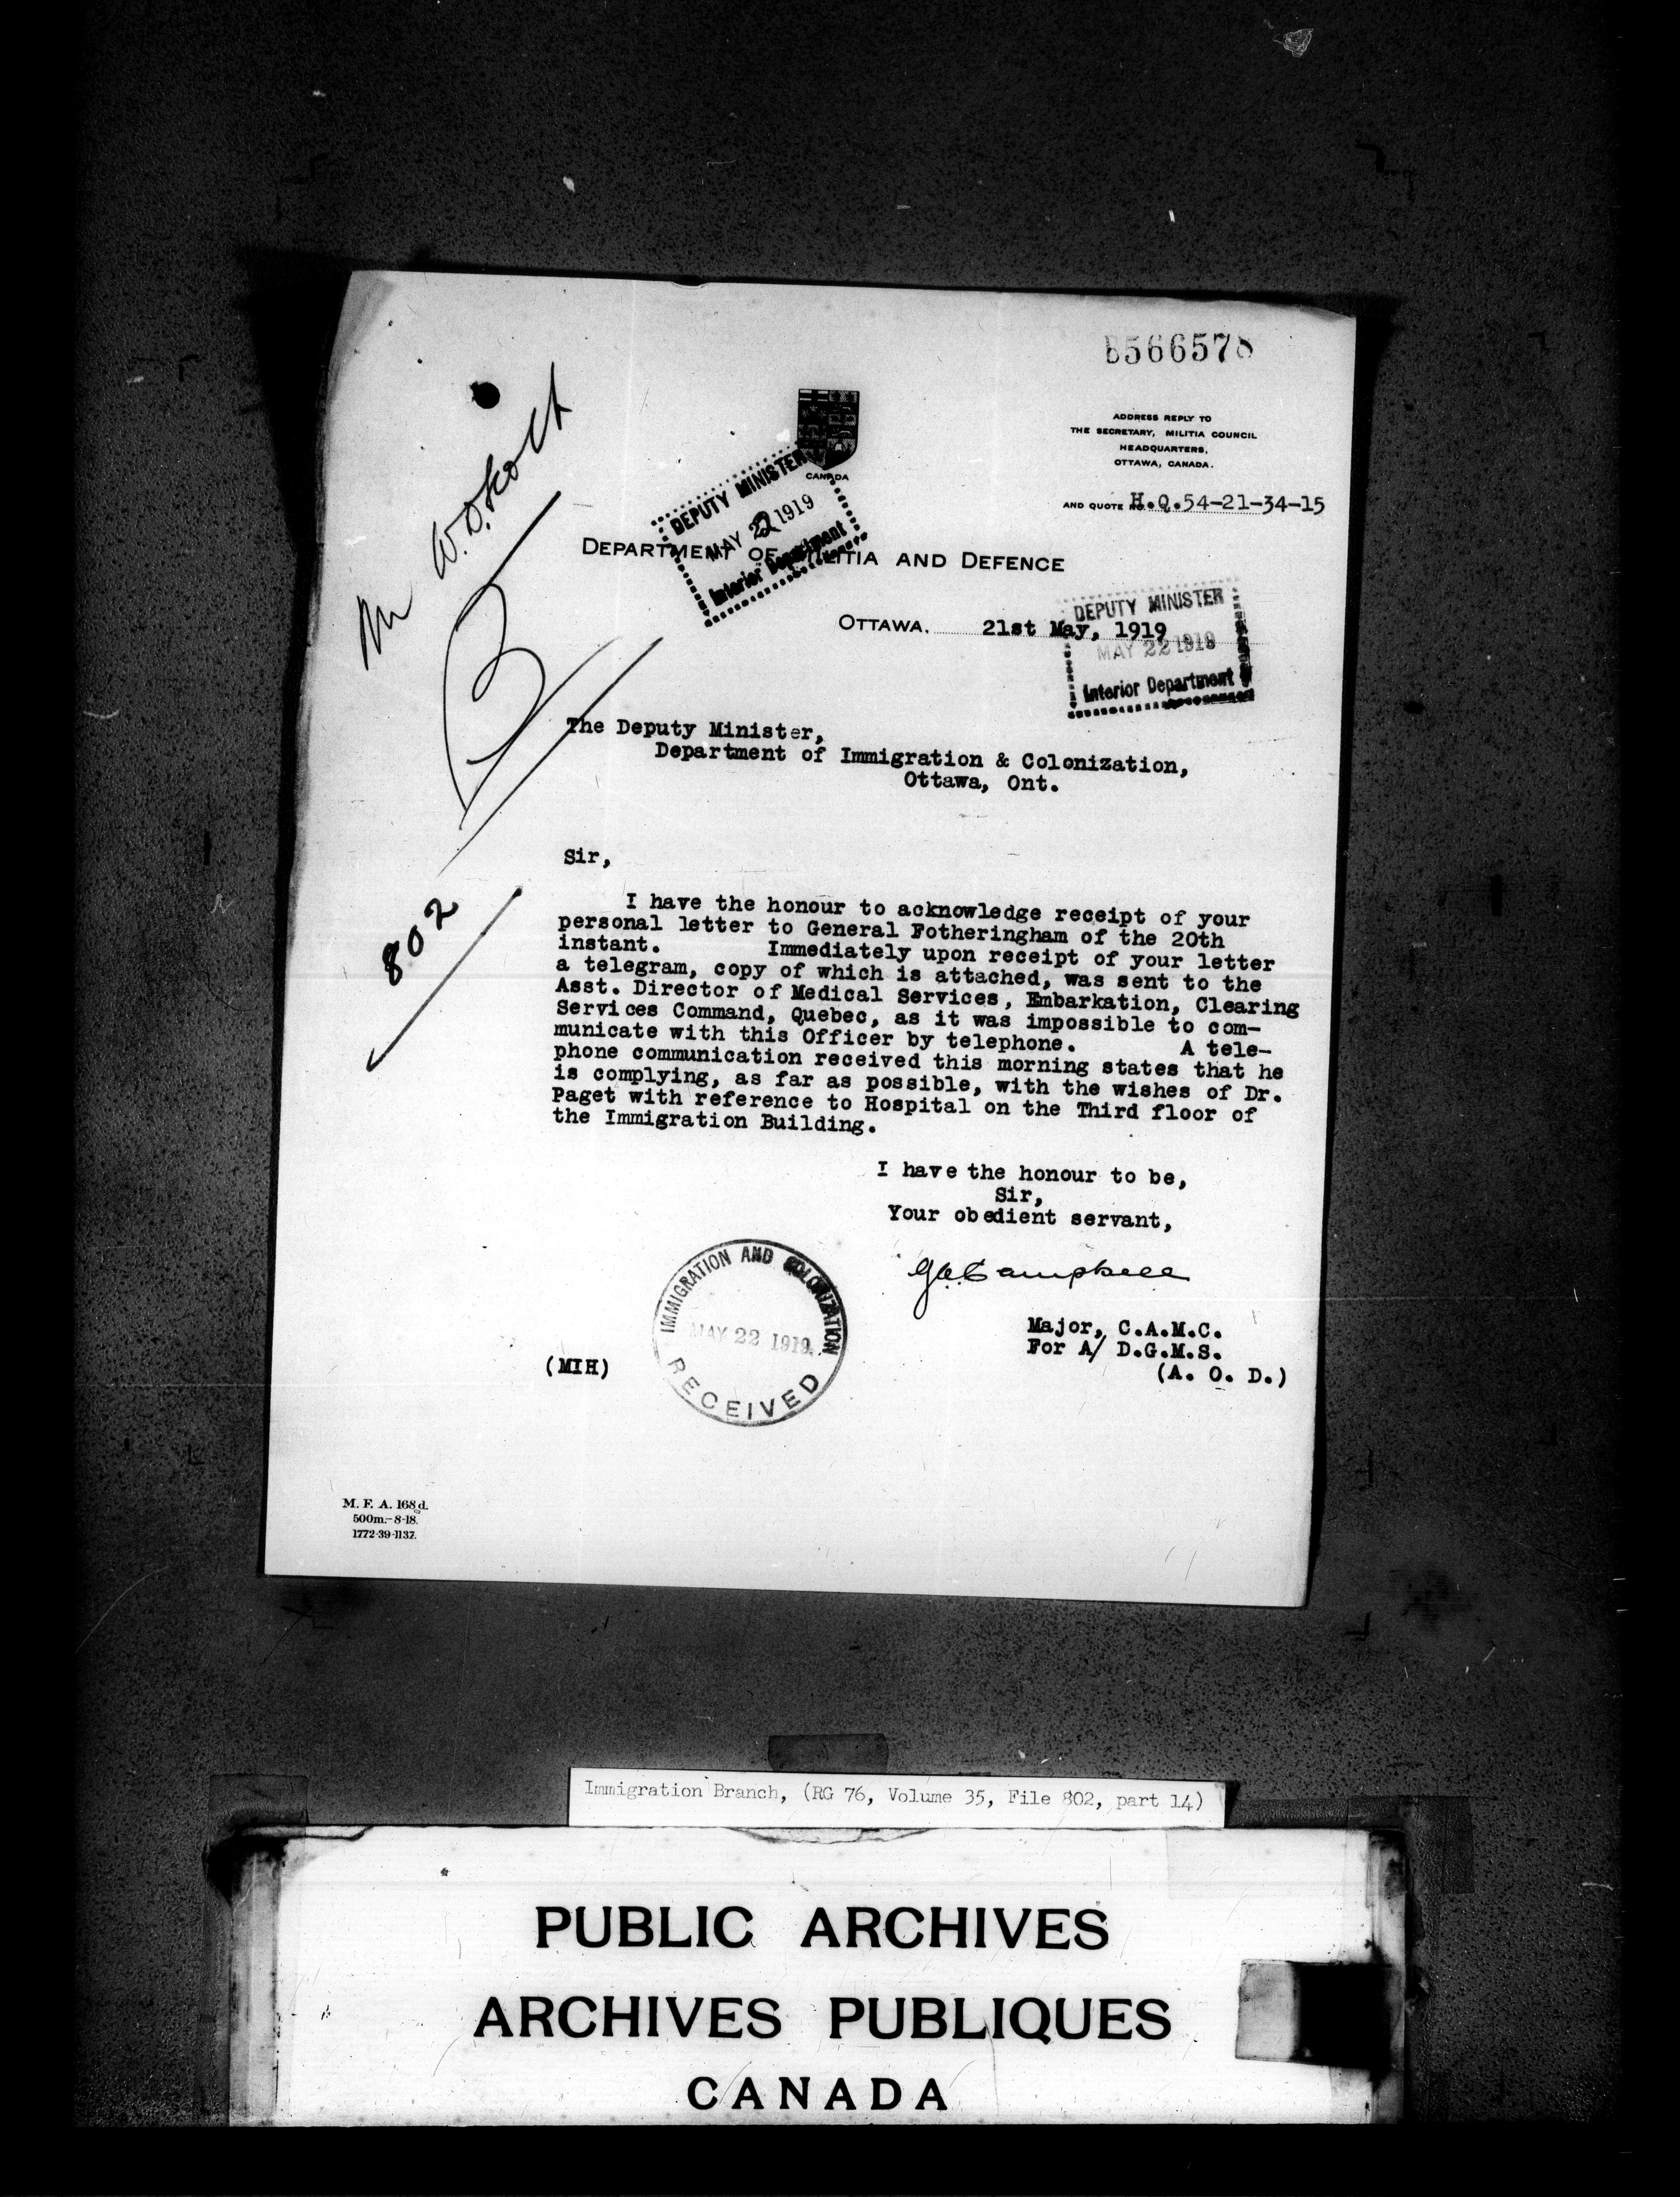 B566578
ADDRESS REPLY TO
THE SECRETARY, MILITIA COUNCIL
HEADQUARTERS,
OTTAWA, CANADA.
AND QUOTE NO. H.Q.54-21-34-15
CANADA
DEPUTY MINISTER
MAY 22 1919
Interior Department
DEPARTMENT OF MILITIA AND DEFENCE
OTTAWA, 21st May, 1919
DEPUTY MINISTER
MAY 22 1919
Interior Department
Mr W.D. Scott
The Deputy Minister,
Department of Immigration & Colonization,
Ottawa, Ont.
802
Sir,
I have the honour to acknowledge receipt of your
personal letter to General Fotheringham of the 20th
instant. Immediately upon receipt of your letter
a telegram, copy of which is attached, was sent to the
Asst. Director of Medical Services, Embarkation, Clearing
Services Command, Quebec, as it was impossible to com-
municate with this Officer by telephone. A tele-
phone communication received this morning states that he
is complying, as far as possible, with the wishes of Dr.
Paget with reference to Hospital on the Third floor of
the Immigration Building.
I have the honour to be,
Sir,
Your obedient servant,
Campbell
Major, C.A.M.C.
For A/ D.G.M.S.
(A. O. D.)
(MIH)
IMMIGRATION AND COLONIZATION
MAY 22 1919
RECEIVED
M. F. A. 168 d.
500m.-8-18.
1772-39-1137.
Immigration Branch, (RG 76, Volume 35, File 802, part 14)
PUBLIC ARCHIVES
ARCHIVES PUBLIQUES
CANADA